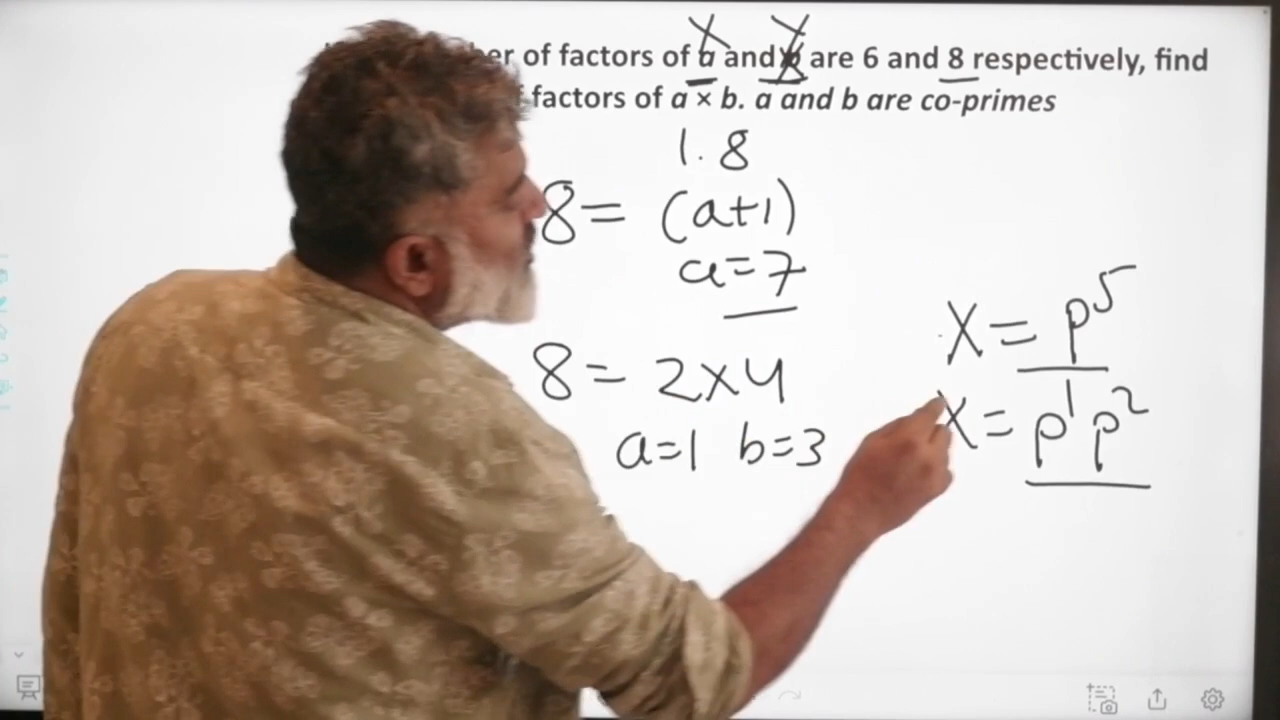 of factors of a and are 6 and 8 respectively, find
factors of a × b. a and b are co-primes
X Y
1.8
8= (a+1)
a=7
8= 2×4
a=1 b=3
X= p⁵
X= p¹p²